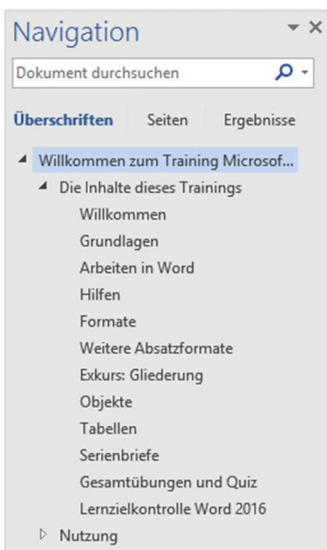 Navigation
Dokument durchsuchen
Überschriften Seiten Ergebnisse
Willkommen zum Training Microsof...
Die Inhalte dieses Trainings
Willkommen
Grundlagen
Arbeiten in Word
Hilfen
Formate
Weitere Absatzformate
Exkurs: Gliederung
Objekte
Tabellen
Serienbriefe
Gesamtübungen und Quiz
Lernzielkontrolle Word 2016
Nutzung